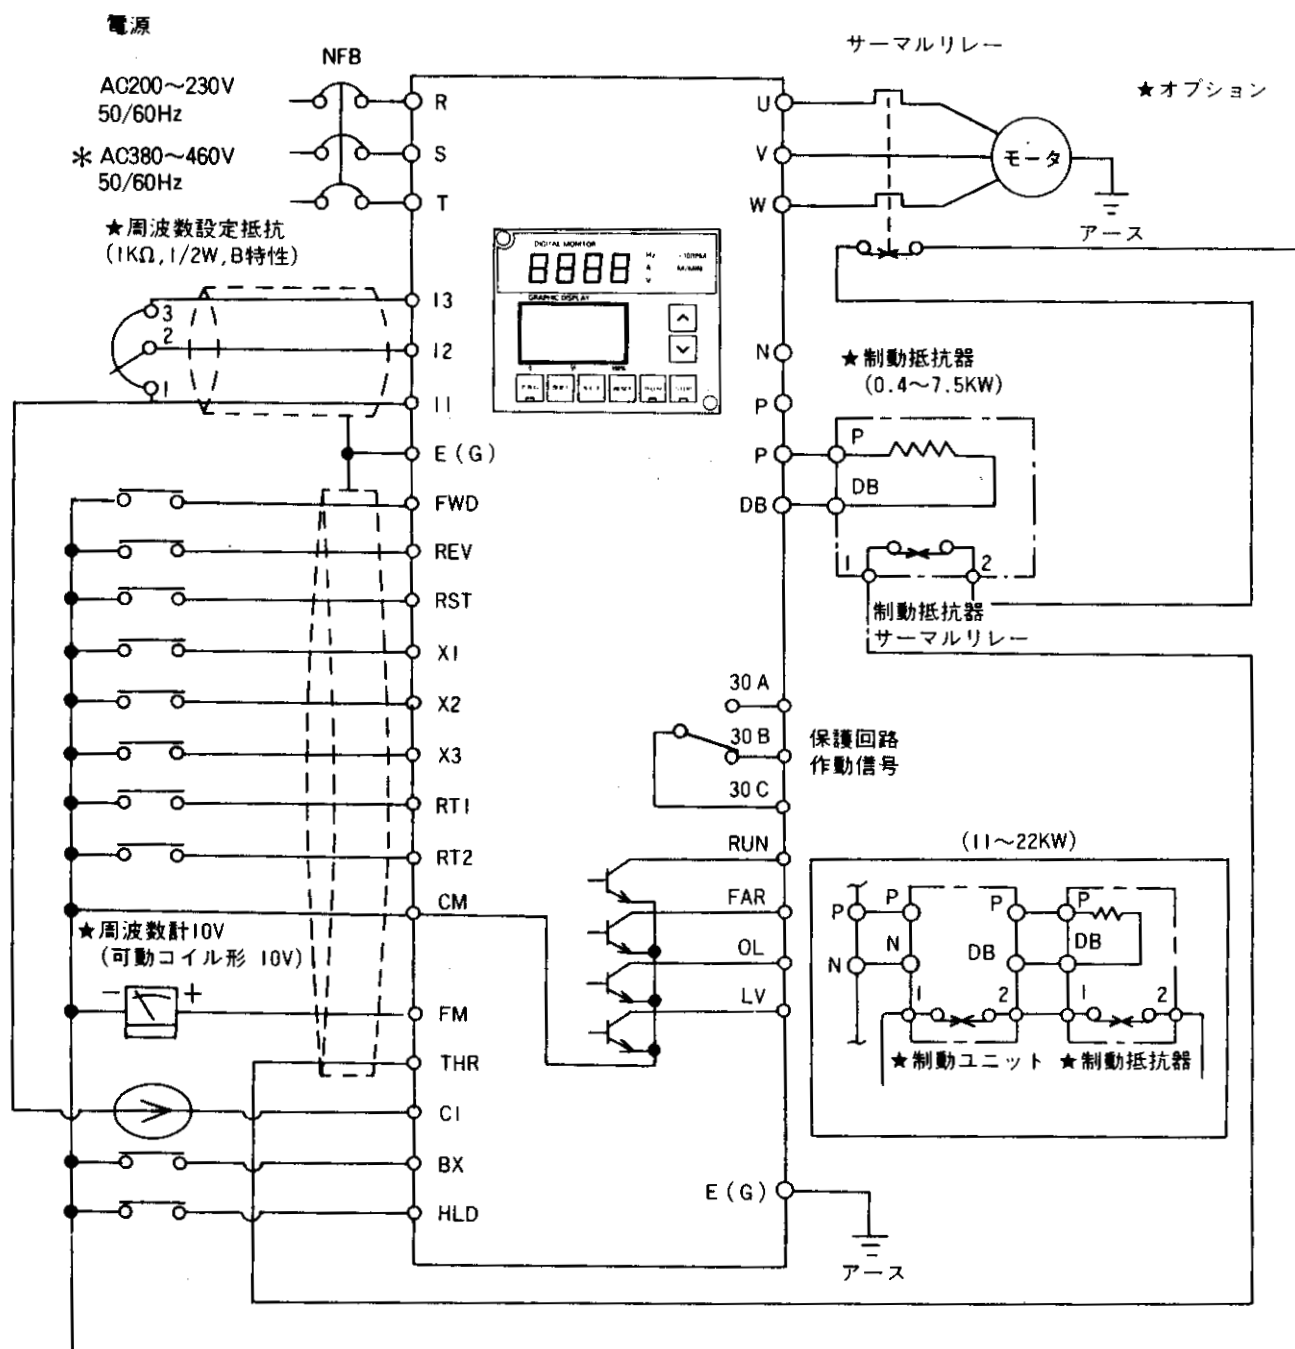 電源
NFB
サーマルリレー
AC200～230V
50/60Hz
★オプション
＊AC380～460V
50/60Hz
R
S
T
U
V
W
モータ
アース
★周波数設定抵抗
(1KΩ, 1/2W, B特性)
DIGITAL MONITOR
8888
Hz
A
V
M/MIN
GRAPHIC DISPLAY
3
2
1
13
12
11
E(G)
N
P
P
DB
★制動抵抗器
(0.4～7.5KW)
P
DB
1
2
制動抵抗器
サーマルリレー
FWD
REV
RST
X1
X2
X3
RT1
RT2
CM
30A
30B
30C
保護回路
作動信号
RUN
FAR
OL
LV
(11～22KW)
P
N
P
N
P
DB
P
DB
1
2
1
2
★制動ユニット
★制動抵抗器
★周波数計10V
(可動コイル形 10V)
－
＋
FM
THR
C1
BX
HLD
E(G)
アース